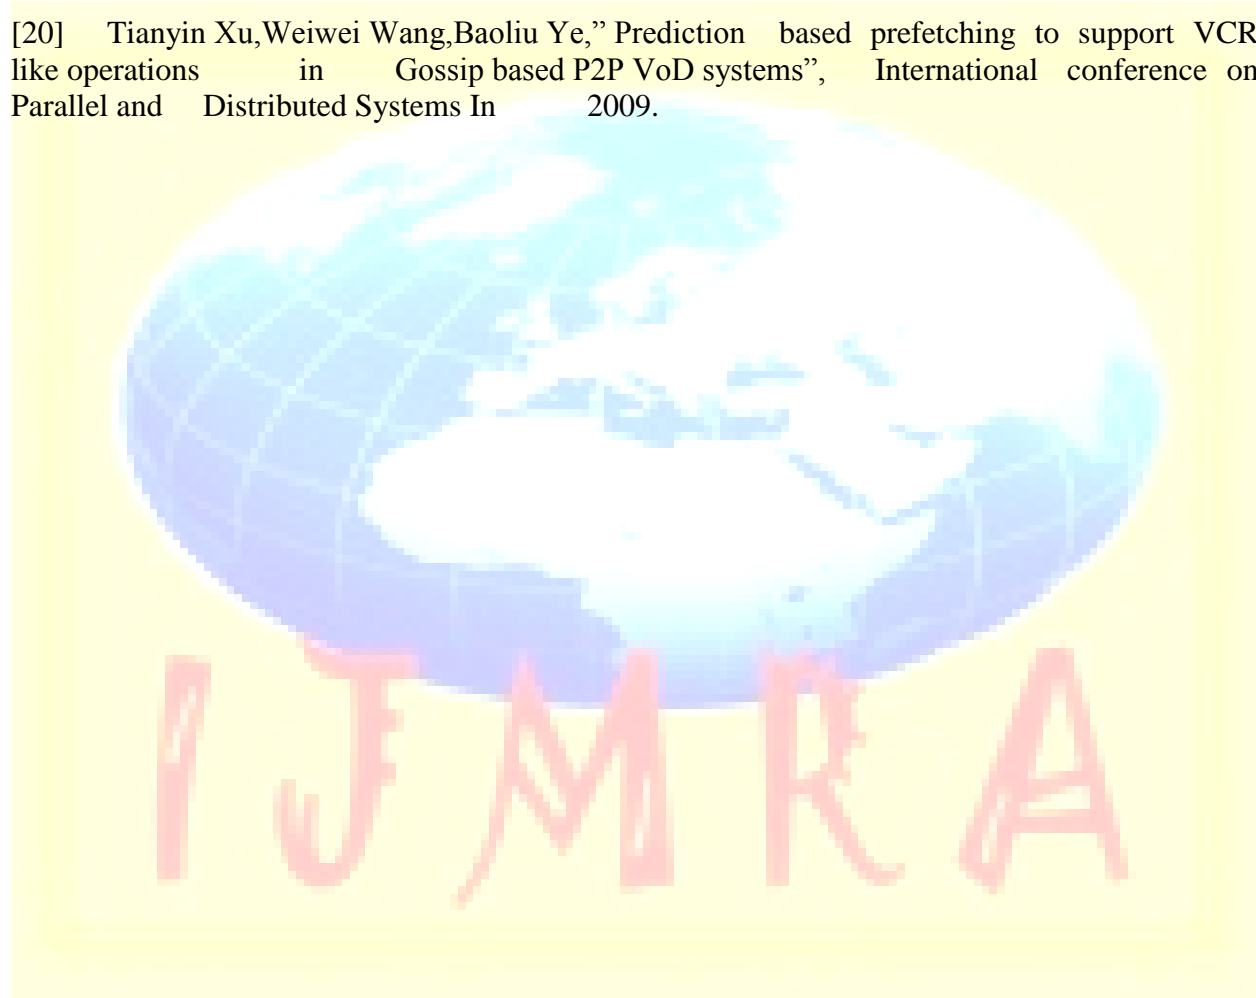 [20] Tianyin Xu,Weiwei Wang,Baoliu Ye,” Prediction based prefetching to support VCR
like operations in Gossip based P2P VoD systems”, International conference on
Parallel and Distributed Systems In 2009.
IJMRA